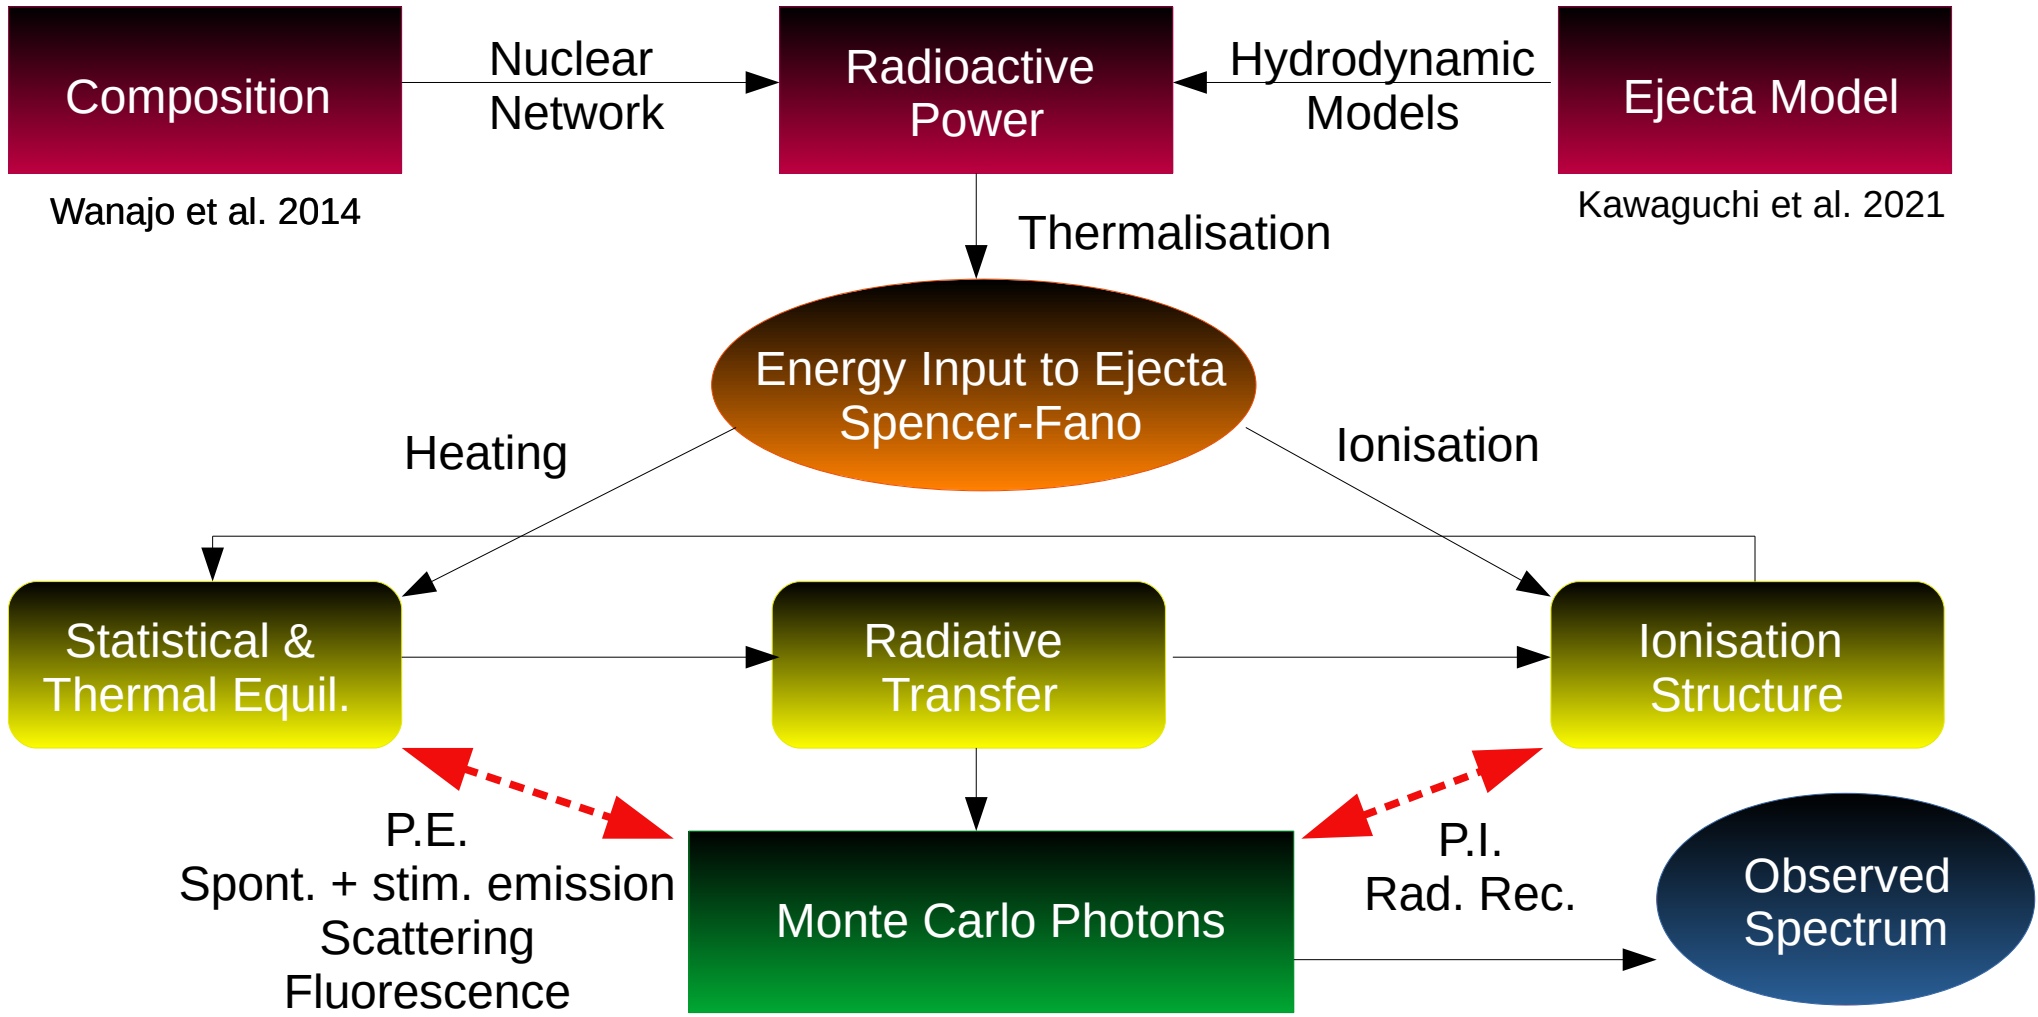 Composition
Nuclear
Network
Radioactive
Power
Hydrodynamic
Models
Ejecta Model
Wanajo et al. 2014
Kawaguchi et al. 2021
Thermalisation
Energy Input to Ejecta
Spencer-Fano
Heating
Ionisation
Statistical &
Thermal Equil.
Radiative
Transfer
Ionisation
Structure
P.E.
Spont. + stim. emission
Scattering
Fluorescence
Monte Carlo Photons
P.I.
Rad. Rec.
Observed
Spectrum